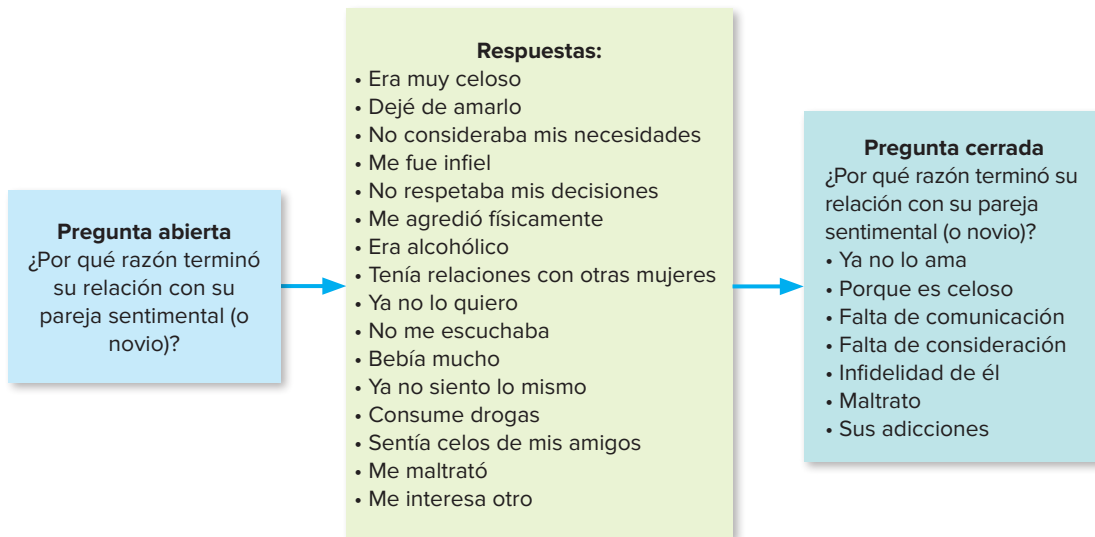 Pregunta abierta
¿Por qué razón terminó
su relación con su
pareja sentimental (o
novio)?
Respuestas:
• Era muy celoso
• Dejé de amarlo
• No consideraba mis necesidades
• Me fue infiel
• No respetaba mis decisiones
• Me agredió físicamente
• Era alcohólico
• Tenía relaciones con otras mujeres
• Ya no lo quiero
• No me escuchaba
• Bebía mucho
• Ya no siento lo mismo
• Consume drogas
• Sentía celos de mis amigos
• Me maltrató
• Me interesa otro
Pregunta cerrada
¿Por qué razón terminó su
relación con su pareja
sentimental (o novio)?
• Ya no lo ama
• Porque es celoso
• Falta de comunicación
• Falta de consideración
• Infidelidad de él
• Maltrato
• Sus adicciones